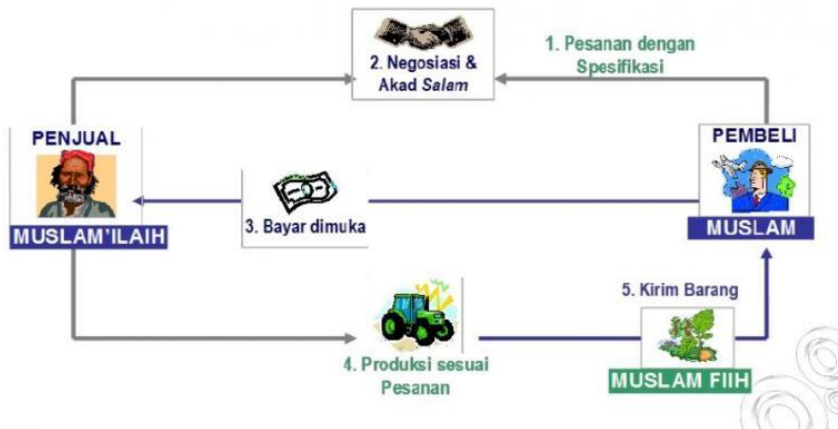 1. Pesanan dengan
Spesifikasi
2. Negosiasi &
Akad Salam
PENJUAL
MUSLAM'ILAIH
PEMBELI
MUSLAM
3. Bayar dimuka
4. Produksi sesuai
Pesanan
5. Kirim Barang
MUSLAM FIIH